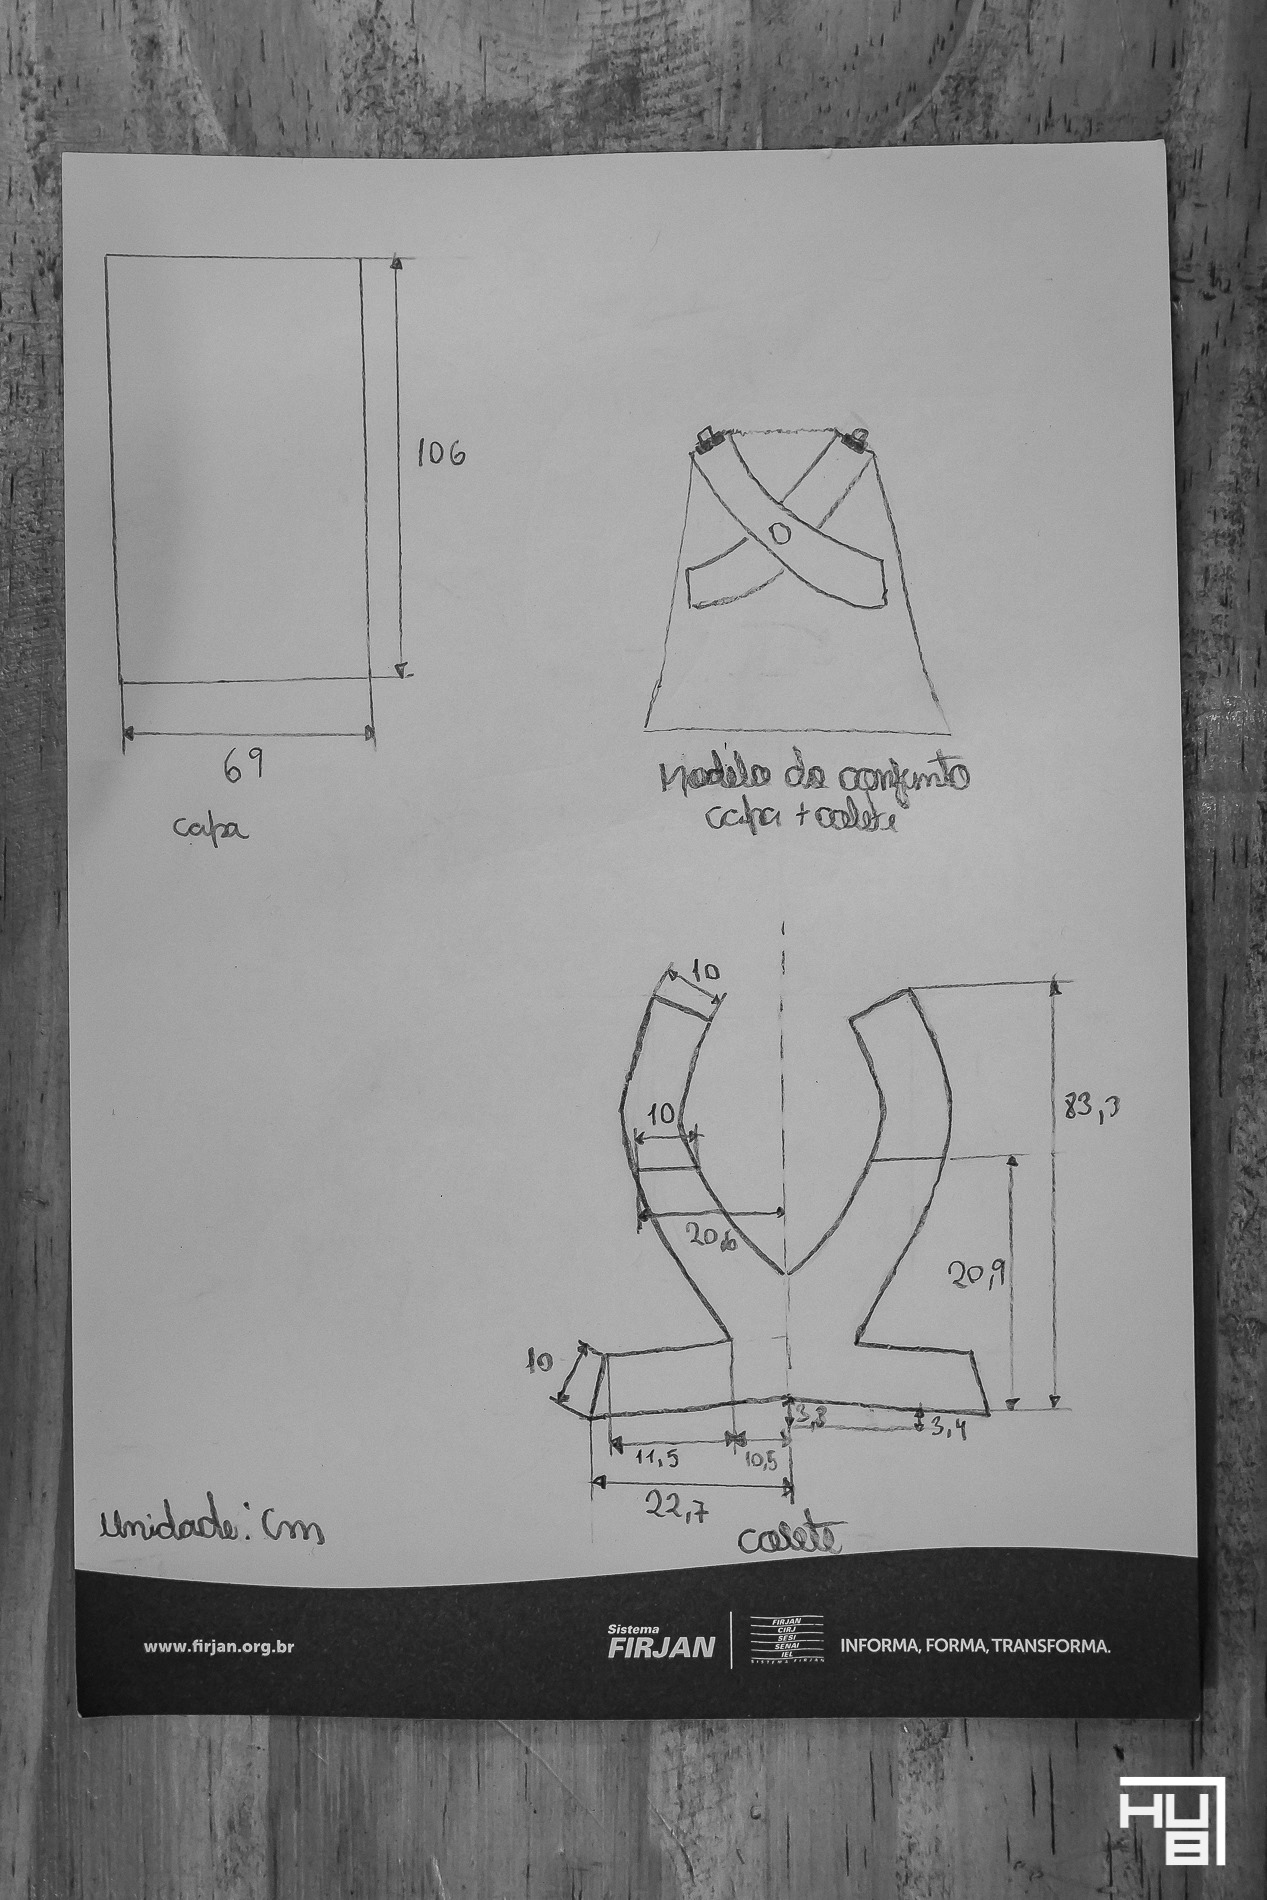 106
69
capa
Modelo do conjunto
capa + colete
10
10
83,3
20,6
20,9
10
3,3
3,4
11,5
10,5
22,7
colete
Unidade: Cm
www.firjan.org.br
Sistema
FIRJAN
FIRJAN
CIRJ
SESI
SENAI
IEL
SISTEMA FIRJAN
INFORMA, FORMA, TRANSFORMA.
HUB